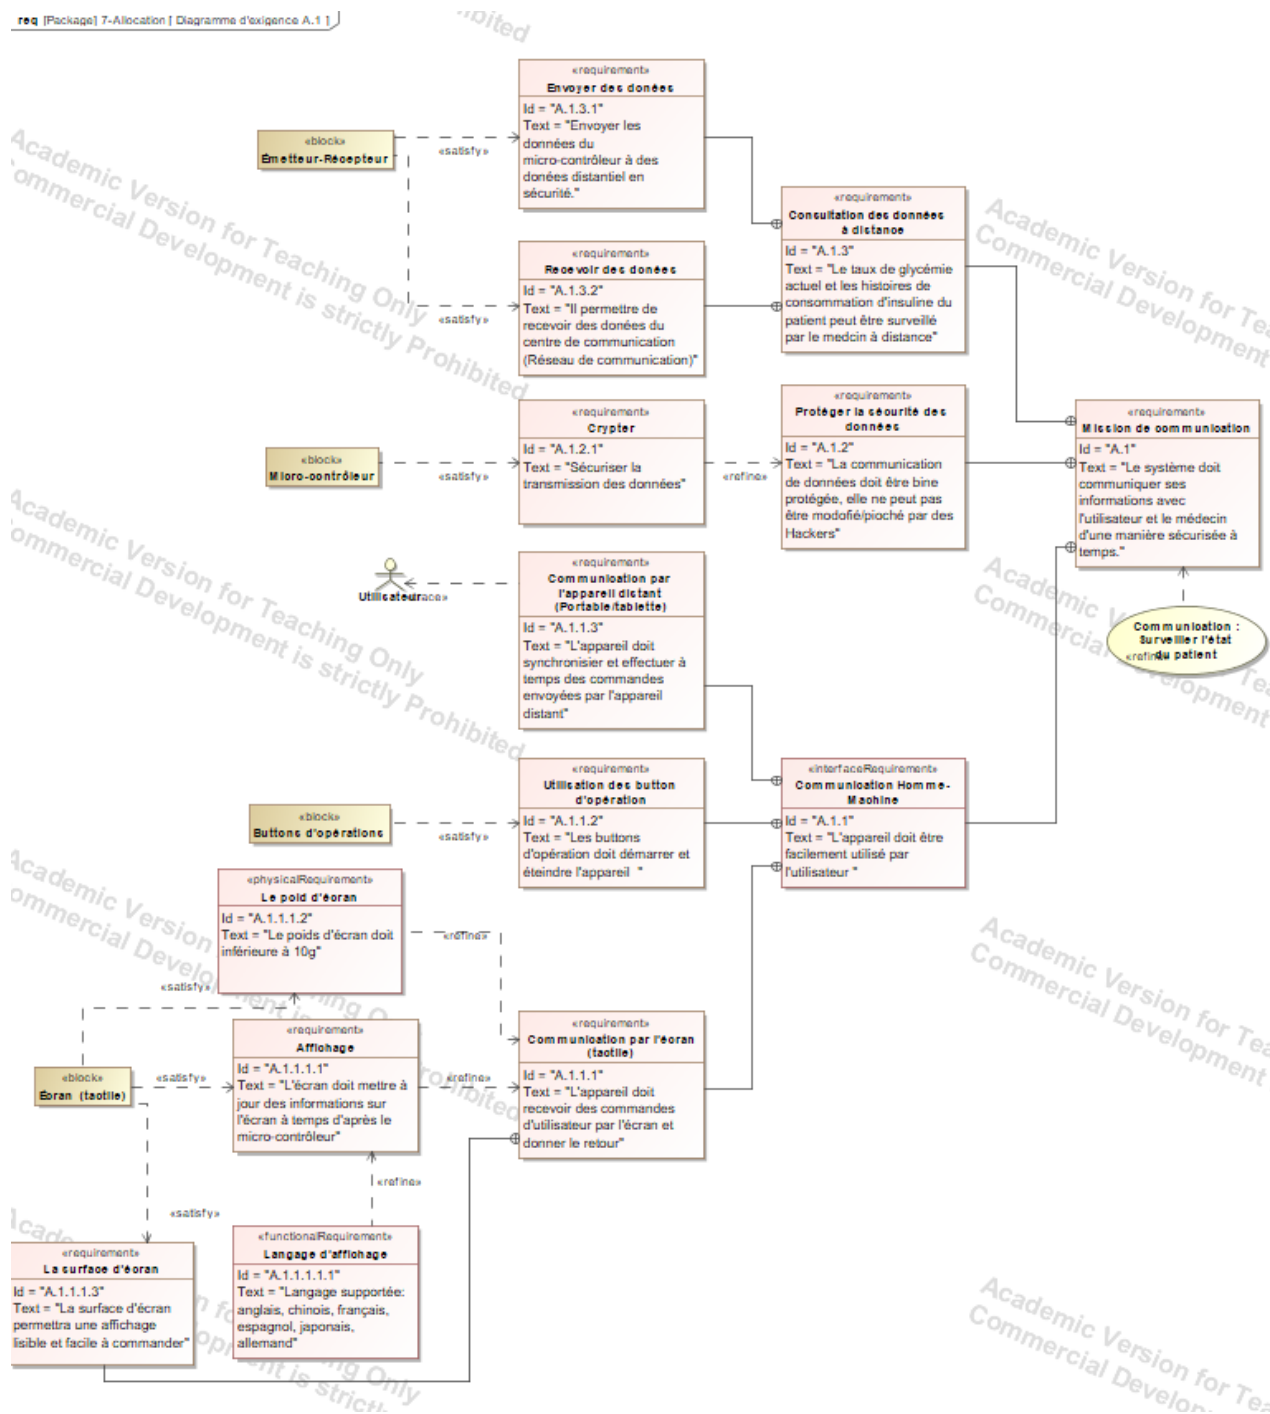 req [Package] 7-Allocation [ Diagramme d'exigence A.1 ]
«requirement»
Envoyer des donées
Id = "A.1.3.1"
Text = "Envoyer les
données du
micro-contrôleur à des
donées distantiel en
sécurité."
«block»
Émetteur-Récepteur
«satisfy»
«requirement»
Consultation des données
à distance
Id = "A.1.3"
Text = "Le taux de glycémie
actuel et les histoires de
consommation d'insuline du
patient peut être surveillé
par le medcin à distance"
«requirement»
Recevoir des donées
Id = "A.1.3.2"
Text = "Il permettre de
recevoir des donées du
centre de communication
(Réseau de communication)"
«satisfy»
«requirement»
Crypter
Id = "A.1.2.1"
Text = "Sécuriser la
transmission des données"
«block»
Micro-contrôleur
«satisfy»
«refine»
«requirement»
Protéger la sécurité des
données
Id = "A.1.2"
Text = "La communication
de données doit être bine
protégée, elle ne peut pas
être modofié/pioché par des
Hackers"
«requirement»
Mission de communication
Id = "A.1"
Text = "Le système doit
communiquer ses
informations avec
l'utilisateur et le médecin
d'une manière sécurisée à
temps."
Communication :
Surveiller l'état
du patient
«refine»
«requirement»
Communication par
l'appareil distant
(Portable/tablette)
Id = "A.1.1.3"
Text = "L'appareil doit
synchronisier et effectuer à
temps des commandes
envoyées par l'appareil
distant"
Utilisateur
«requirement»
Utilisation des button
d'opération
Id = "A.1.1.2"
Text = "Les buttons
d'opération doit démarrer et
éteindre l'appareil "
«block»
Buttons d'opérations
«satisfy»
«interfaceRequirement»
Communication Homme-
Machine
Id = "A.1.1"
Text = "L'appareil doit être
facilement utilisé par
l'utilisateur "
«physicalRequirement»
Le poid d'écran
Id = "A.1.1.1.2"
Text = "Le poids d'écran doit
inférieure à 10g"
«refine»
«satisfy»
«requirement»
Affichage
Id = "A.1.1.1.1"
Text = "L'écran doit mettre à
jour des informations sur
l'écran à temps d'après le
micro-contrôleur"
«block»
Écran (tactile)
«satisfy»
«refine»
«requirement»
Communication par l'écran
(tactile)
Id = "A.1.1.1"
Text = "L'appareil doit
recevoir des commandes
d'utilisateur par l'écran et
donner le retour"
«refine»
«satisfy»
«requirement»
La surface d'écran
Id = "A.1.1.1.3"
Text = "La surface d'écran
permettra une affichage
lisible et facile à commander"
«functionalRequirement»
Langage d'affichage
Id = "A.1.1.1.1.1"
Text = "Langage supportée:
anglais, chinois, français,
espagnol, japonais,
allemand"
Academic Version for Teaching Only
Commercial Development is strictly Prohibited